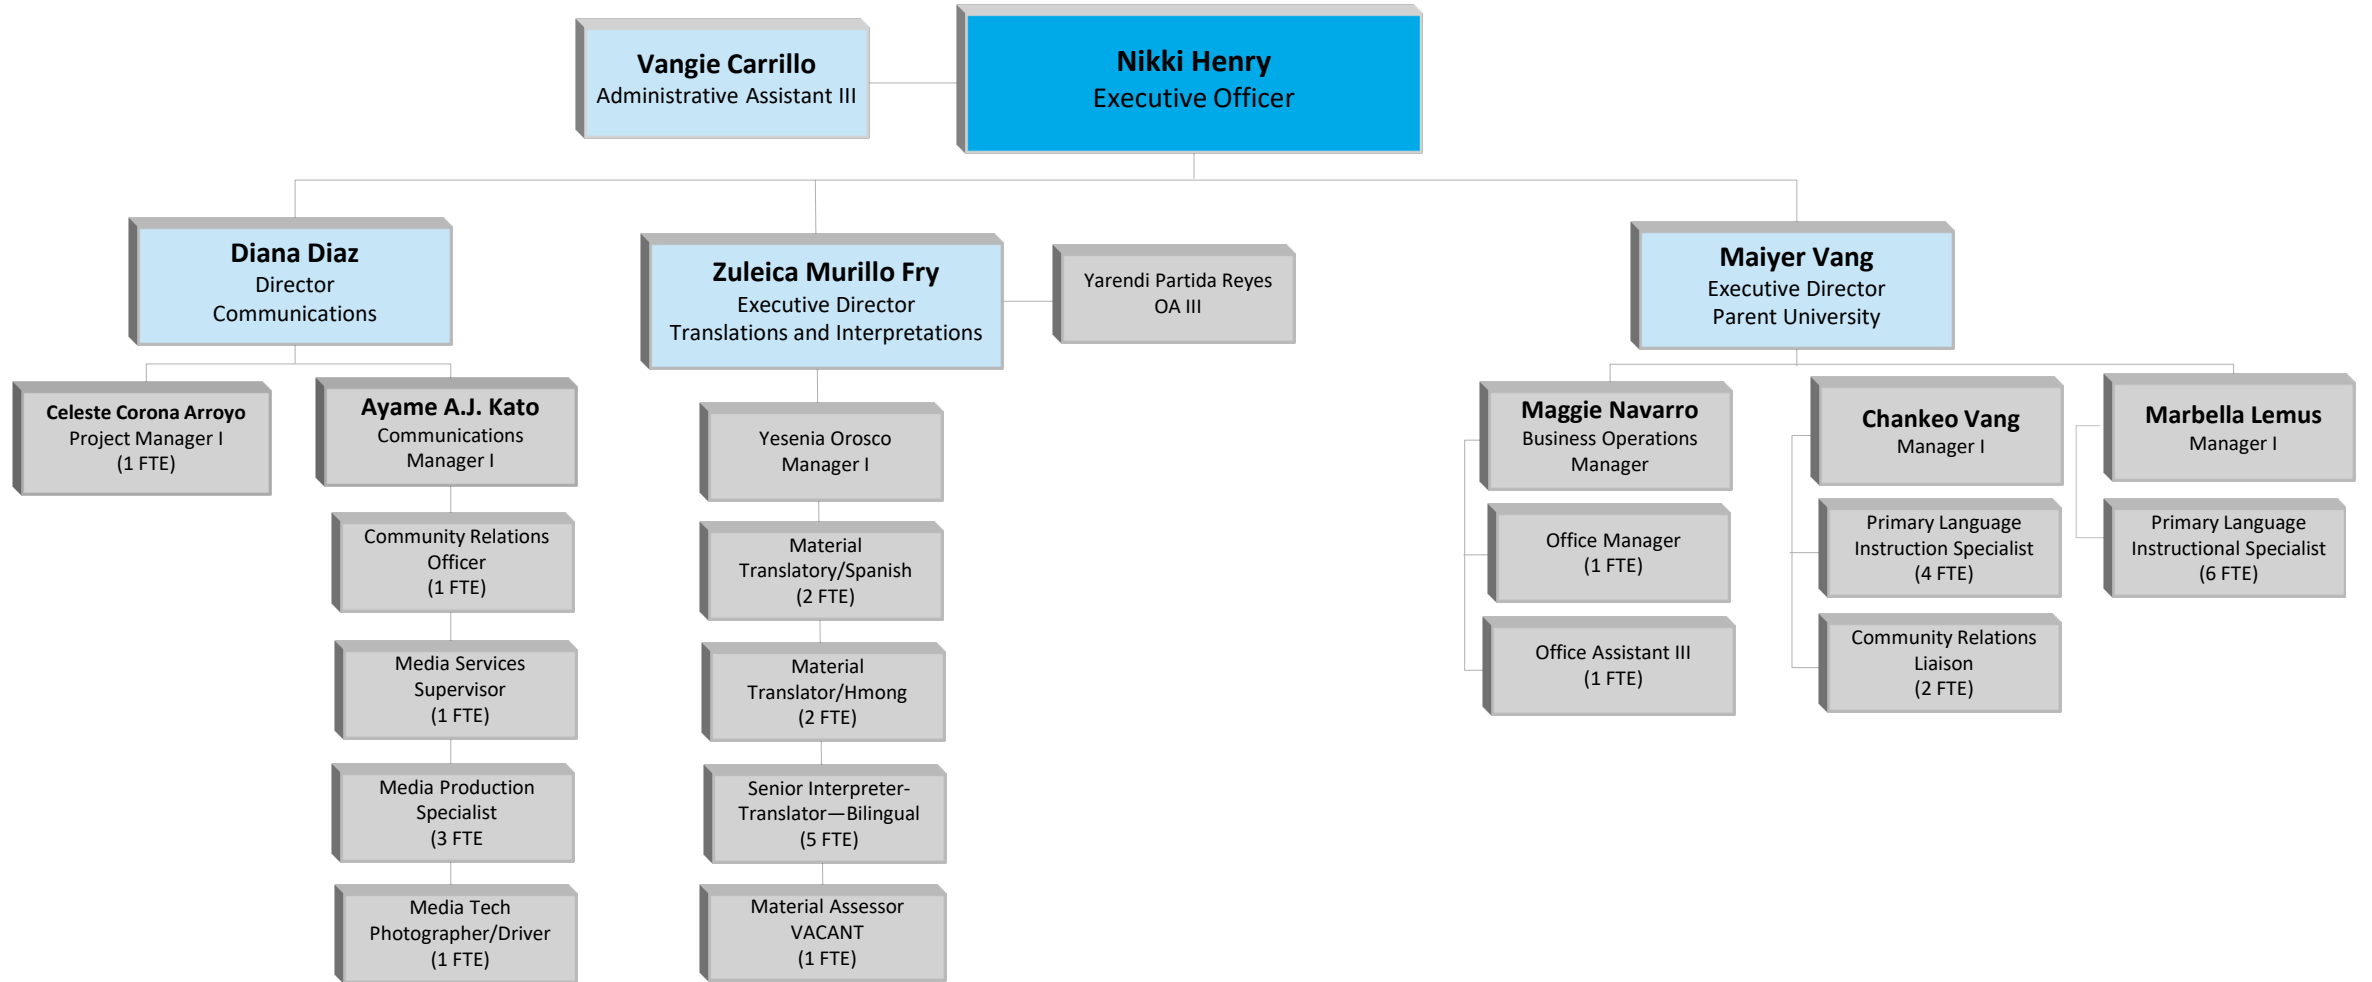 Vangie Carrillo
Administrative Assistant III
Nikki Henry
Executive Officer
Diana Diaz
Director
Communications
Zuleica Murillo Fry
Executive Director
Translations and Interpretations
Yarendi Partida Reyes
OA III
Maiyer Vang
Executive Director
Parent University
Celeste Corona Arroyo
Project Manager I
(1 FTE)
Ayame A.J. Kato
Communications
Manager I
Community Relations
Officer
(1 FTE)
Media Services
Supervisor
(1 FTE)
Media Production
Specialist
(3 FTE
Media Tech
Photographer/Driver
(1 FTE)
Yesenia Orosco
Manager I
Material
Translatory/Spanish
(2 FTE)
Material
Translator/Hmong
(2 FTE)
Senior Interpreter-
Translator—Bilingual
(5 FTE)
Material Assessor
VACANT
(1 FTE)
Maggie Navarro
Business Operations
Manager
Office Manager
(1 FTE)
Office Assistant III
(1 FTE)
Chankeo Vang
Manager I
Primary Language
Instruction Specialist
(4 FTE)
Community Relations
Liaison
(2 FTE)
Marbella Lemus
Manager I
Primary Language
Instructional Specialist
(6 FTE)